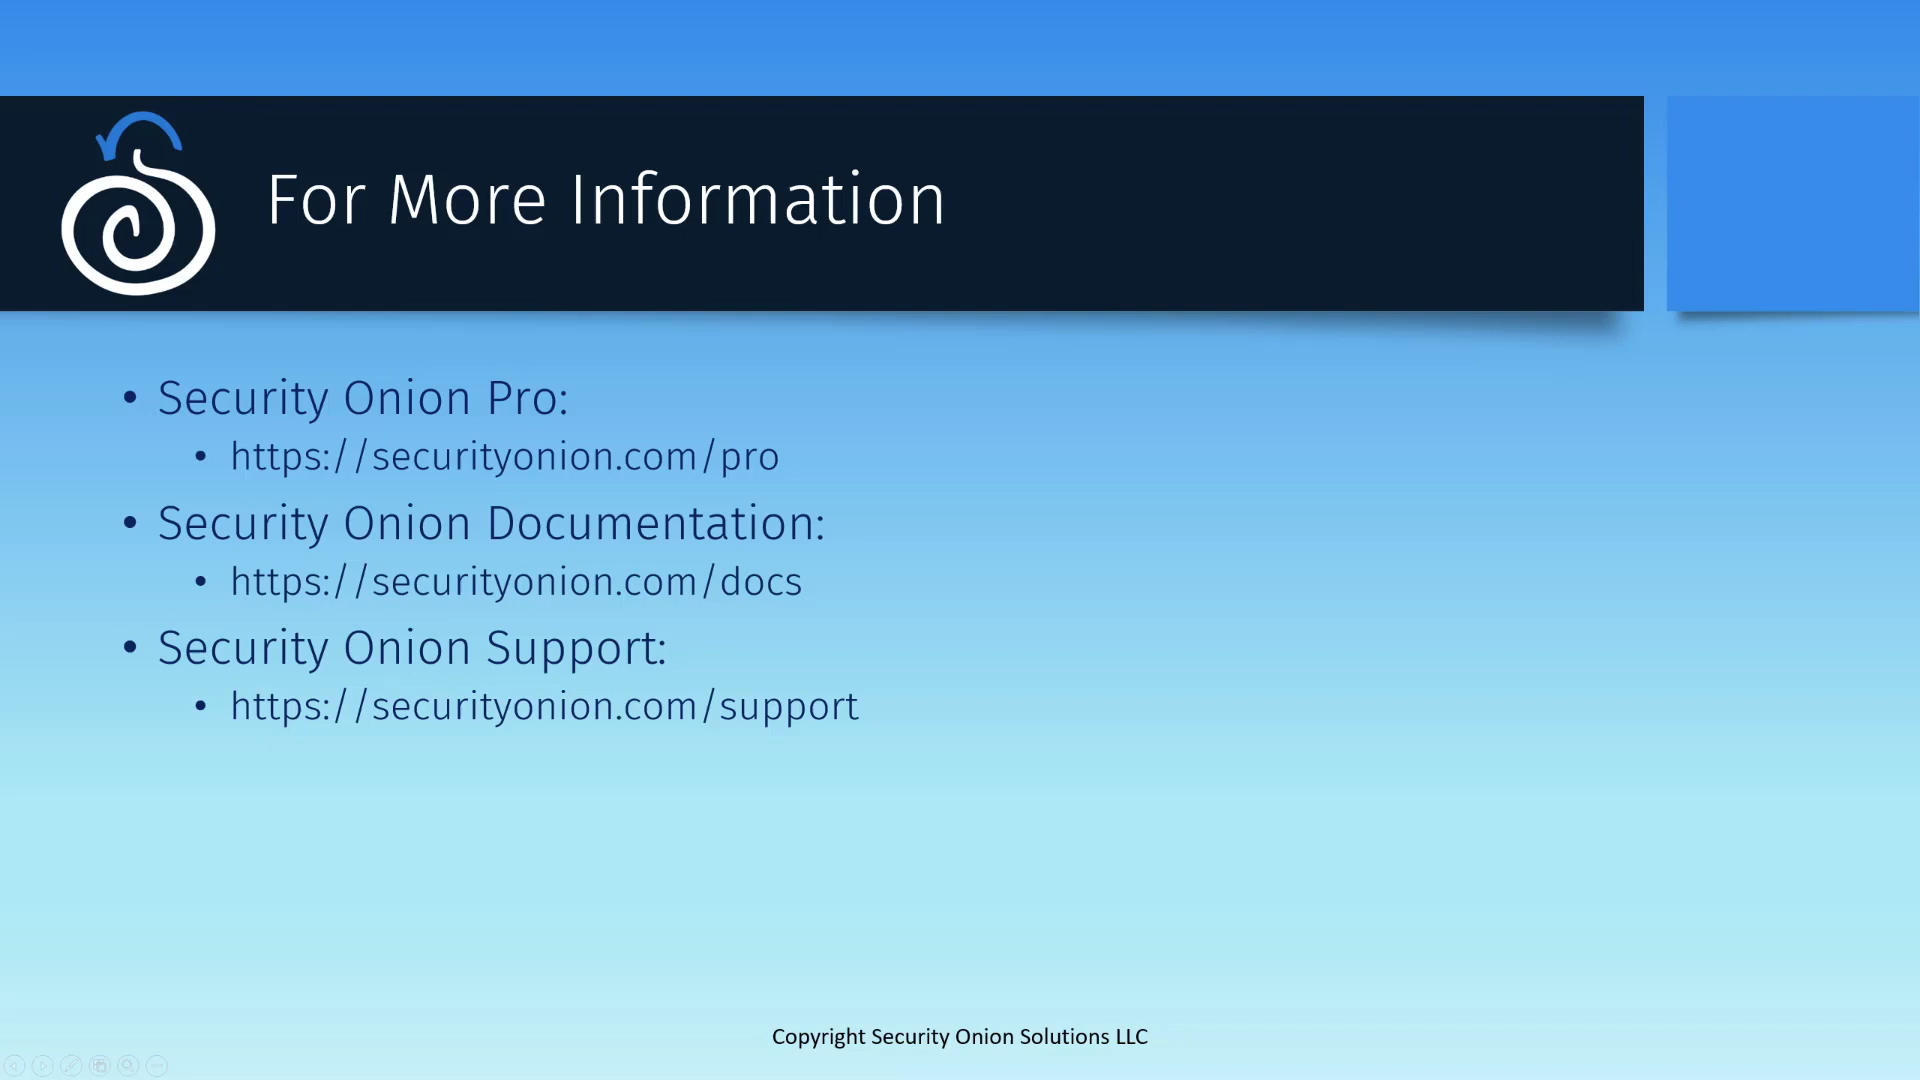 For More Information
• Security Onion Pro:
• https://securityonion.com/pro
• Security Onion Documentation:
• https://securityonion.com/docs
• Security Onion Support:
• https://securityonion.com/support
Copyright Security Onion Solutions LLC